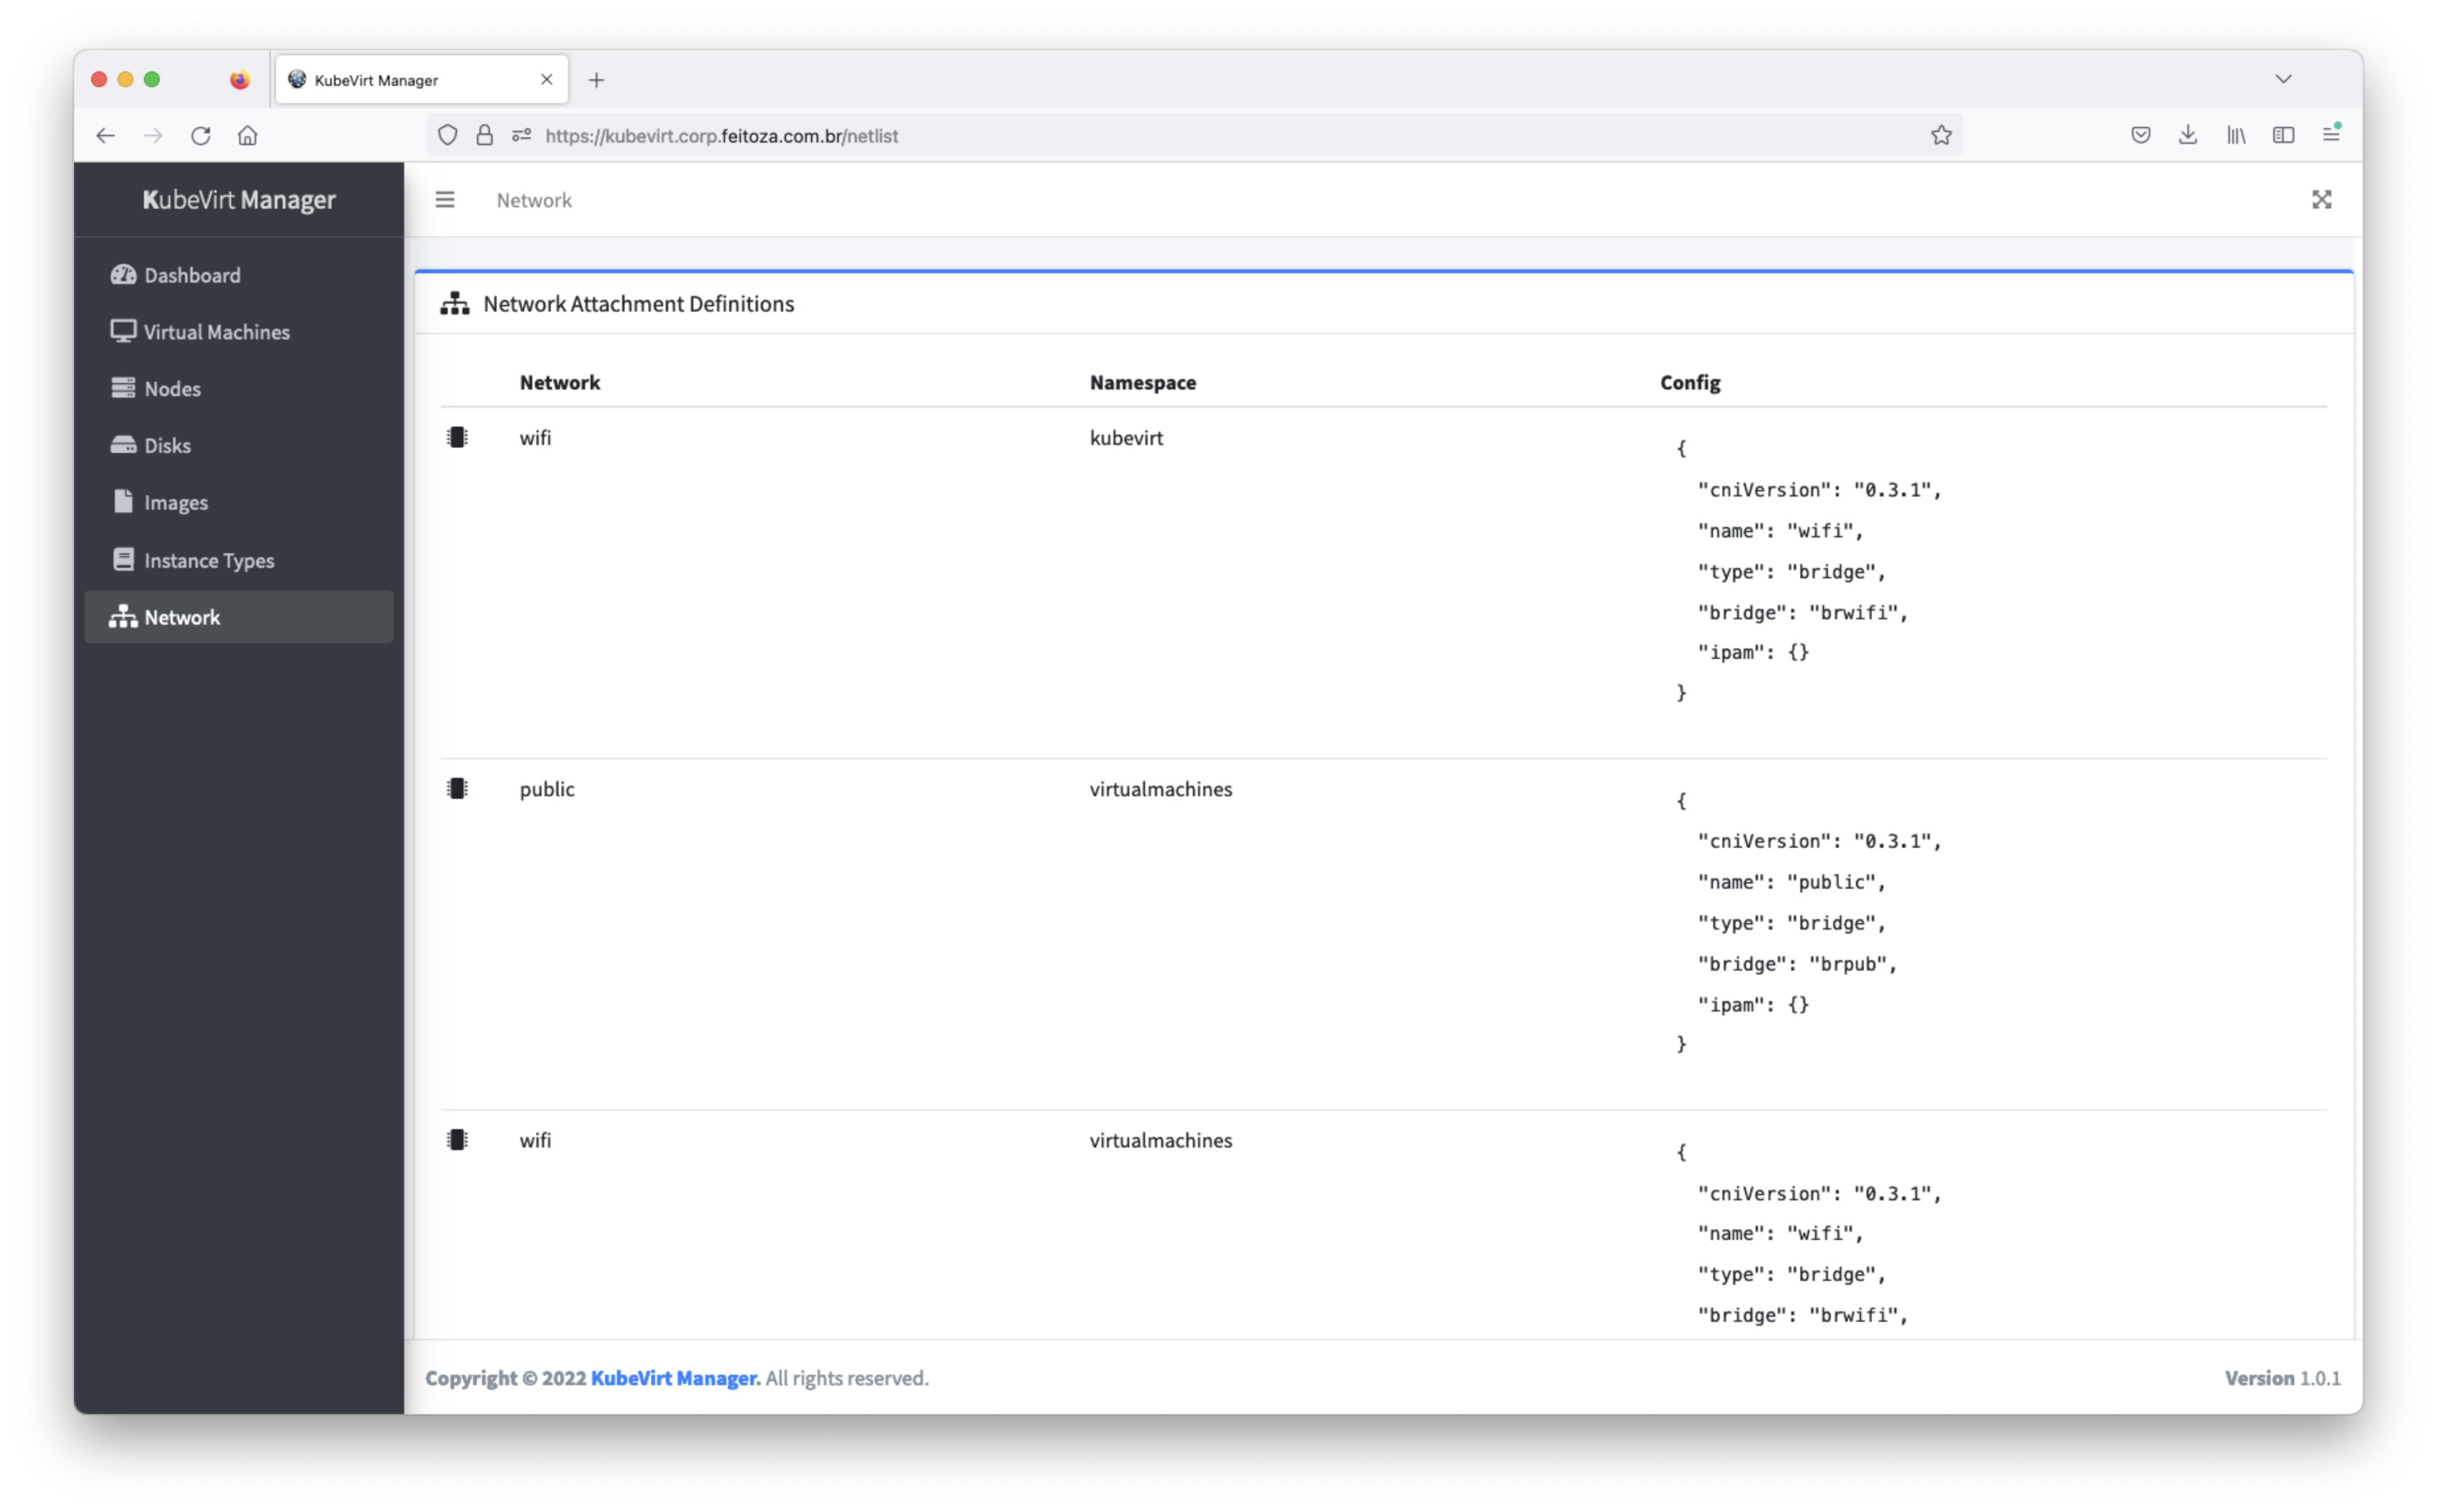 KubeVirt Manager
https://kubevirt.corp.feitoza.com.br/netlist
KubeVirt Manager
Network
Dashboard
Virtual Machines
Nodes
Disks
Images
Instance Types
Network
Network Attachment Definitions
Network Namespace Config
wifi kubevirt
{
"cniVersion": "0.3.1",
"name": "wifi",
"type": "bridge",
"bridge": "brwifi",
"ipam": {}
}
public virtualmachines
{
"cniVersion": "0.3.1",
"name": "public",
"type": "bridge",
"bridge": "brpub",
"ipam": {}
}
wifi virtualmachines
{
"cniVersion": "0.3.1",
"name": "wifi",
"type": "bridge",
"bridge": "brwifi",
Copyright © 2022 KubeVirt Manager. All rights reserved.
Version 1.0.1